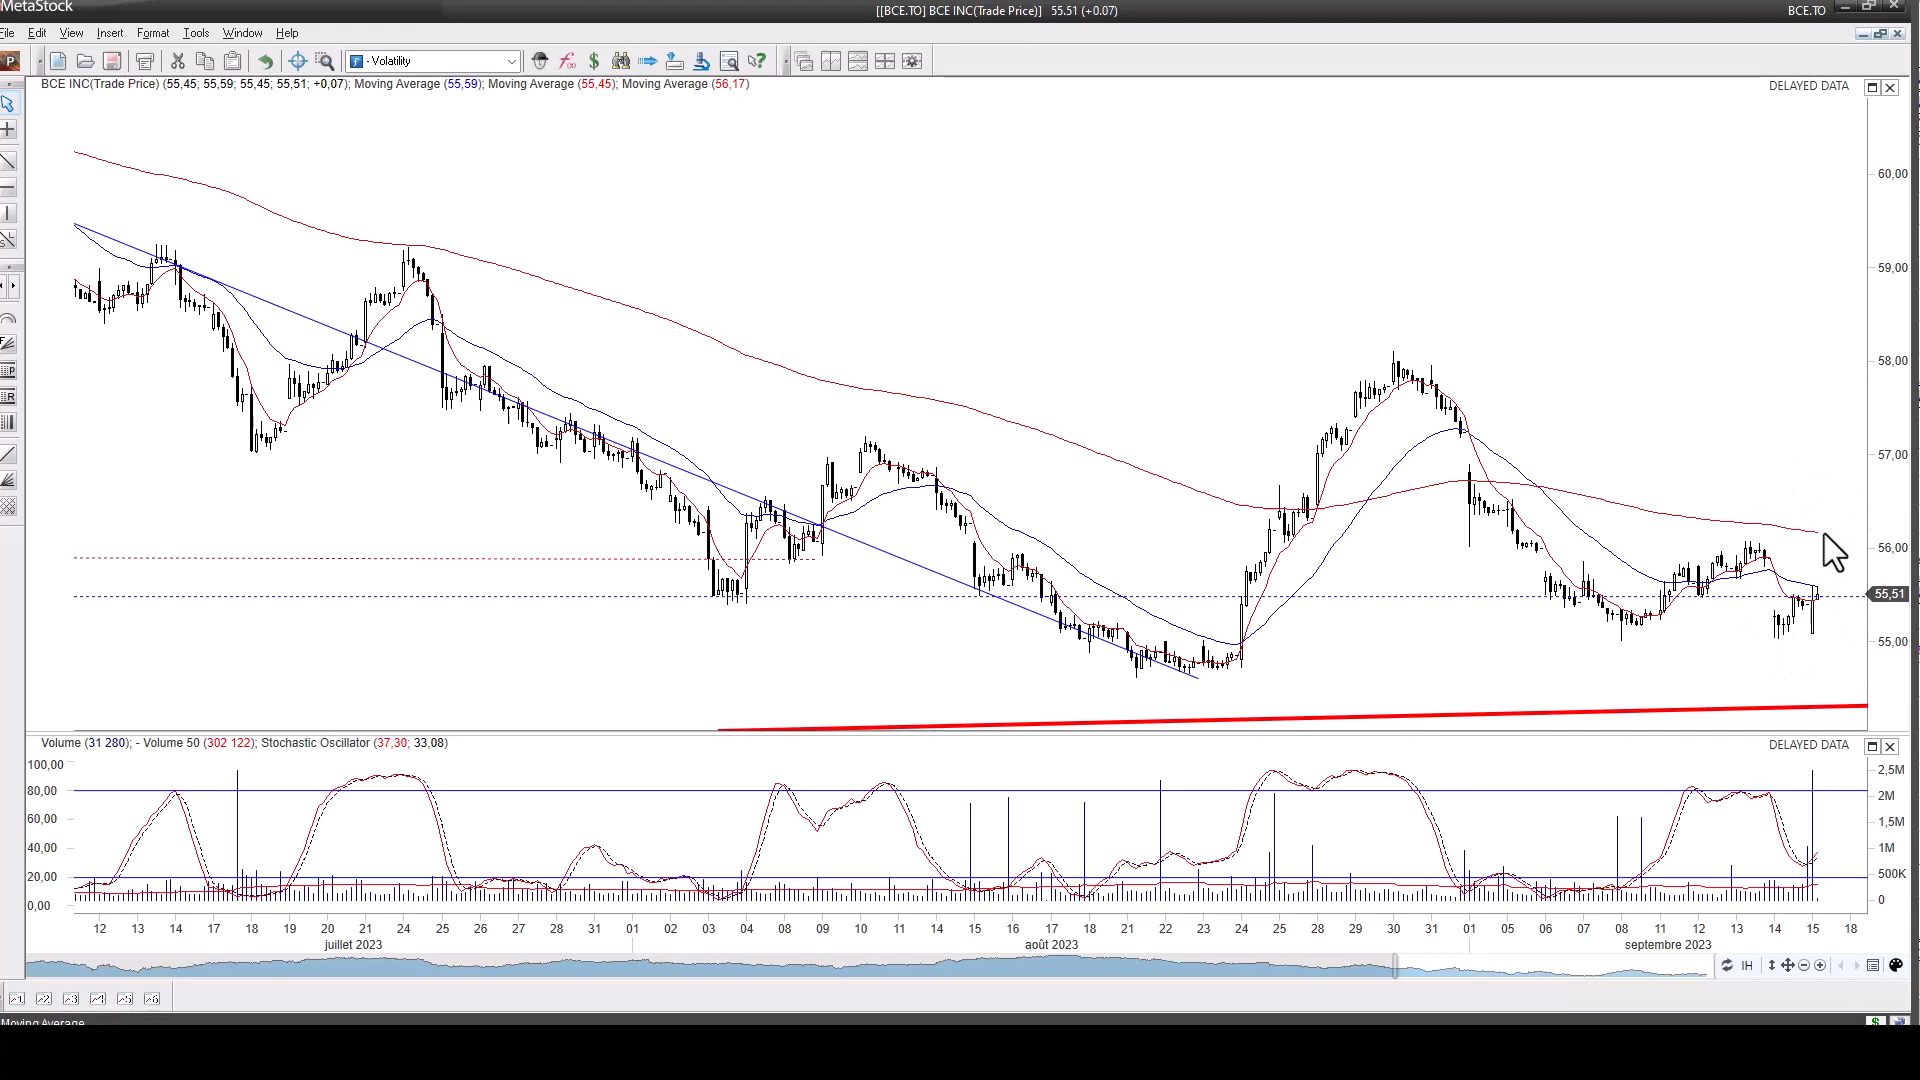 MetaStock
[[BCE.TO] BCE INC(Trade Price)] 55.51 (+0.07)
BCE.TO
File Edit View Insert Format Tools Window Help
P
- Volatility
BCE INC(Trade Price) (55,45; 55,59; 55,45; 55,51; +0,07); Moving Average (55,59); Moving Average (55,45); Moving Average (56,17)
DELAYED DATA
60,00
59,00
58,00
57,00
56,00
55,51
55,00
Volume (31 280); - Volume 50 (302 122); Stochastic Oscillator (37,30; 33,08)
DELAYED DATA
100,00
80,00
60,00
40,00
20,00
0,00
2,5M
2M
1,5M
1M
500K
0
12 13 14 17 18 19 20 21 24 25 26 27 28 31 01 02 03 04 08 09 10 11 14 15 16 17 18 21 22 23 24 25 28 29 30 31 01 05 06 07 08 11 12 13 14 15 18
juillet 2023
août 2023
septembre 2023
IH
Moving Average